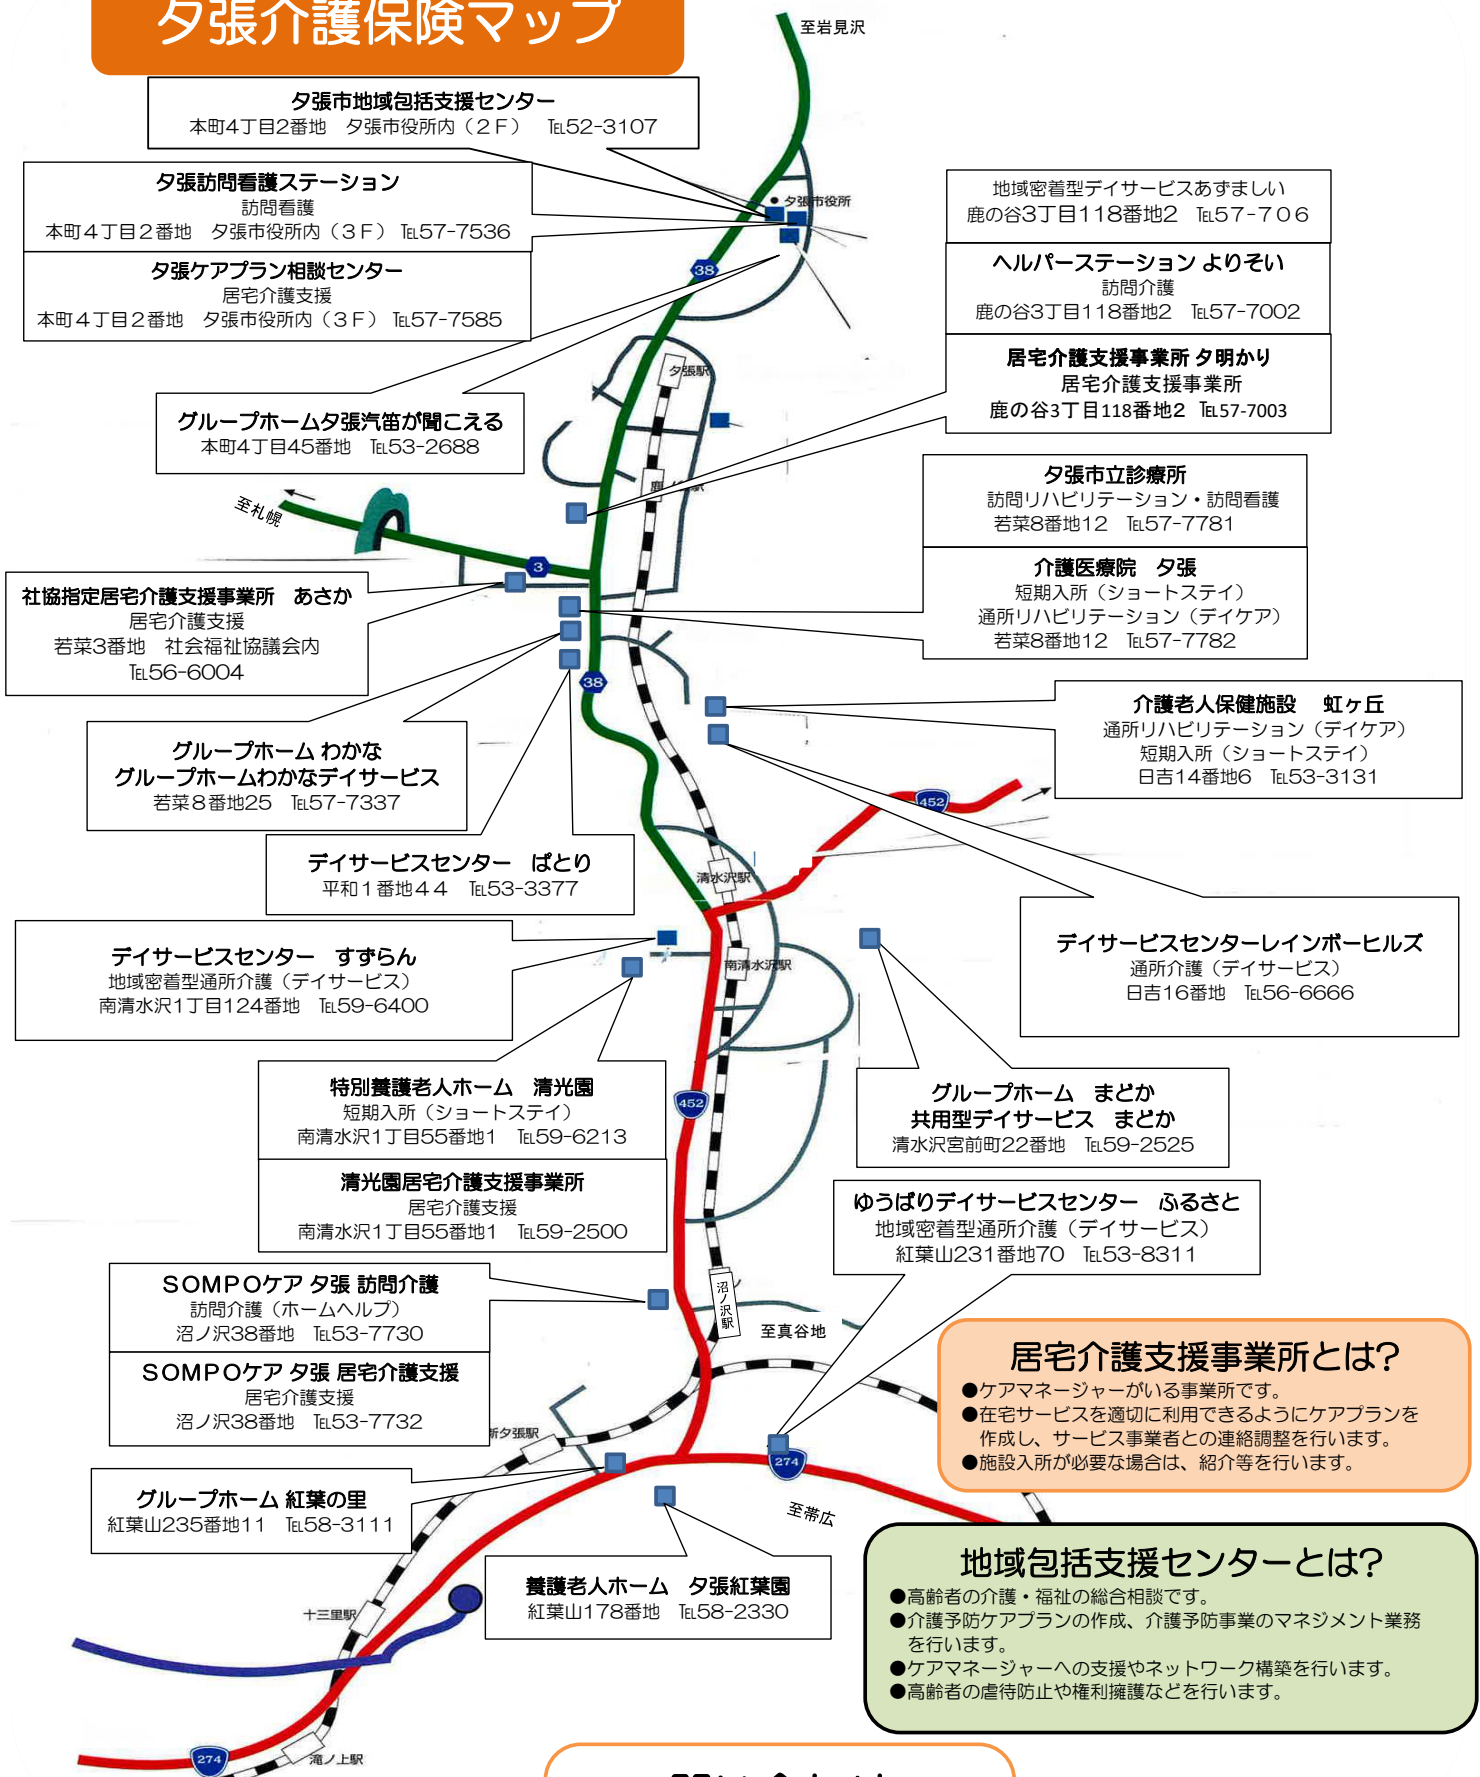 夕張介護保険マップ
至岩見沢
夕張市地域包括支援センター
本町4丁目2番地　夕張市役所内（２Ｆ）　℡52-3107
夕張訪問看護ステーション
訪問看護
本町４丁目２番地　夕張市役所内（３Ｆ）℡57-7536
夕張ケアプラン相談センター
居宅介護支援
本町４丁目２番地　夕張市役所内（３Ｆ）℡57-7585
● 夕張市役所
地域密着型デイサービスあずましい
鹿の谷3丁目118番地2　℡57-706
ヘルパーステーション よりそい
訪問介護
鹿の谷3丁目118番地2　℡57-7002
居宅介護支援事業所 夕明かり
居宅介護支援事業所
鹿の谷3丁目118番地2　℡57-7003
38
夕張駅
グループホーム夕張汽笛が聞こえる
本町4丁目45番地　℡53-2688
鹿ノ谷駅
夕張市立診療所
訪問リハビリテーション・訪問看護
若菜8番地12　℡57-7781
介護医療院　夕張
短期入所（ショートステイ）
通所リハビリテーション（デイケア）
若菜8番地12　℡57-7782
至札幌
3
社協指定居宅介護支援事業所　あさか
居宅介護支援
若菜3番地　社会福祉協議会内
℡56-6004
38
介護老人保健施設　虹ヶ丘
通所リハビリテーション（デイケア）
短期入所（ショートステイ）
日吉14番地6　℡53-3131
グループホーム わかな
グループホームわかなデイサービス
若菜８番地25　℡57-7337
452
デイサービスセンター　ぱとり
平和１番地４４　℡53-3377
清水沢駅
デイサービスセンターレインボーヒルズ
通所介護（デイサービス）
日吉16番地　℡56-6666
デイサービスセンター　すずらん
地域密着型通所介護（デイサービス）
南清水沢1丁目124番地　℡59-6400
南清水沢駅
特別養護老人ホーム　清光園
短期入所（ショートステイ）
南清水沢1丁目55番地1　℡59-6213
清光園居宅介護支援事業所
居宅介護支援
南清水沢1丁目55番地1　℡59-2500
452
グループホーム　まどか
共用型デイサービス　まどか
清水沢宮前町22番地　℡59-2525
ゆうばりデイサービスセンター　ふるさと
地域密着型通所介護（デイサービス）
紅葉山231番地70　℡53-8311
SOMPOケア 夕張 訪問介護
訪問介護（ホームヘルプ）
沼ノ沢38番地　℡53-7730
SOMPOケア 夕張 居宅介護支援
居宅介護支援
沼ノ沢38番地　℡53-7732
沼ノ沢駅
至真谷地
居宅介護支援事業所とは?
●ケアマネージャーがいる事業所です。
●在宅サービスを適切に利用できるようにケアプランを
作成し、サービス事業者との連絡調整を行います。
●施設入所が必要な場合は、紹介等を行います。
新夕張駅
274
至帯広
グループホーム 紅葉の里
紅葉山235番地11　℡58-3111
養護老人ホーム　夕張紅葉園
紅葉山178番地　℡58-2330
地域包括支援センターとは?
●高齢者の介護・福祉の総合相談です。
●介護予防ケアプランの作成、介護予防事業のマネジメント業務
を行います。
●ケアマネージャーへの支援やネットワーク構築を行います。
●高齢者の虐待防止や権利擁護などを行います。
十三里駅
274
滝ノ上駅